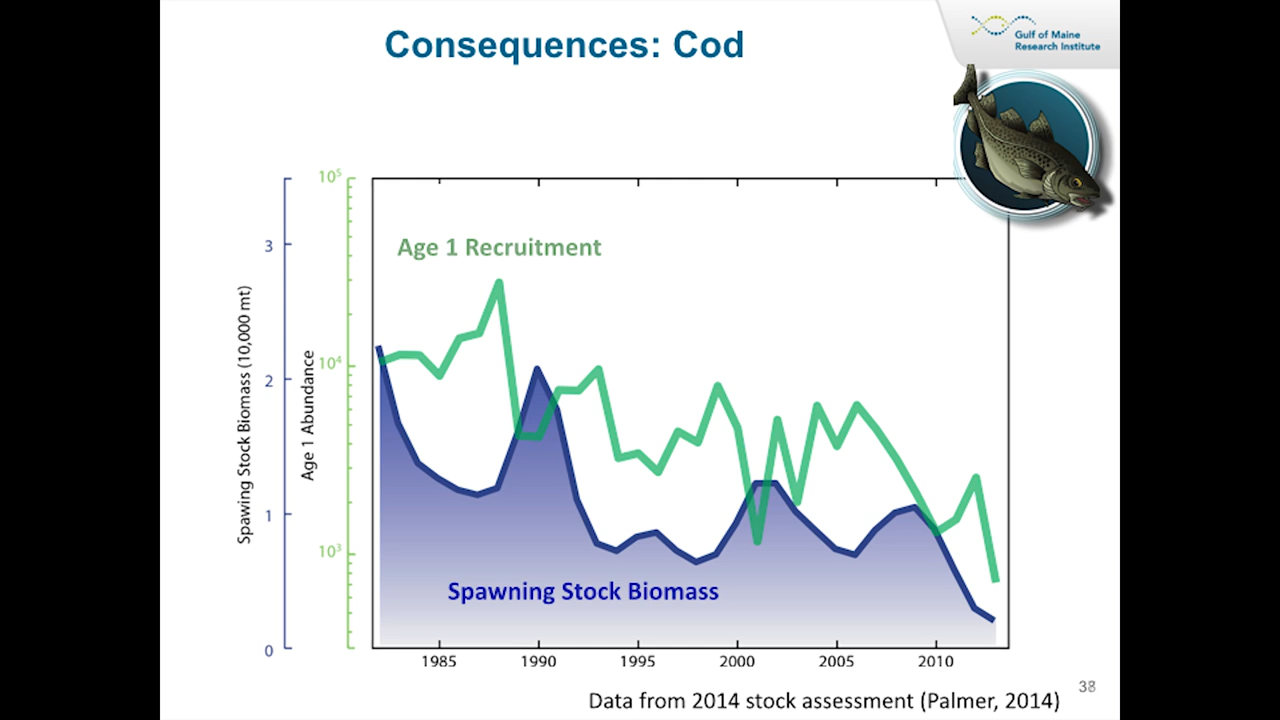 Consequences: Cod
Gulf of Maine
Research Institute
Spawing Stock Biomass (10,000 mt)
3
2
1
0
Age 1 Abundance
10⁵
10⁴
10³
Age 1 Recruitment
Spawning Stock Biomass
1985 1990 1995 2000 2005 2010
Data from 2014 stock assessment (Palmer, 2014)